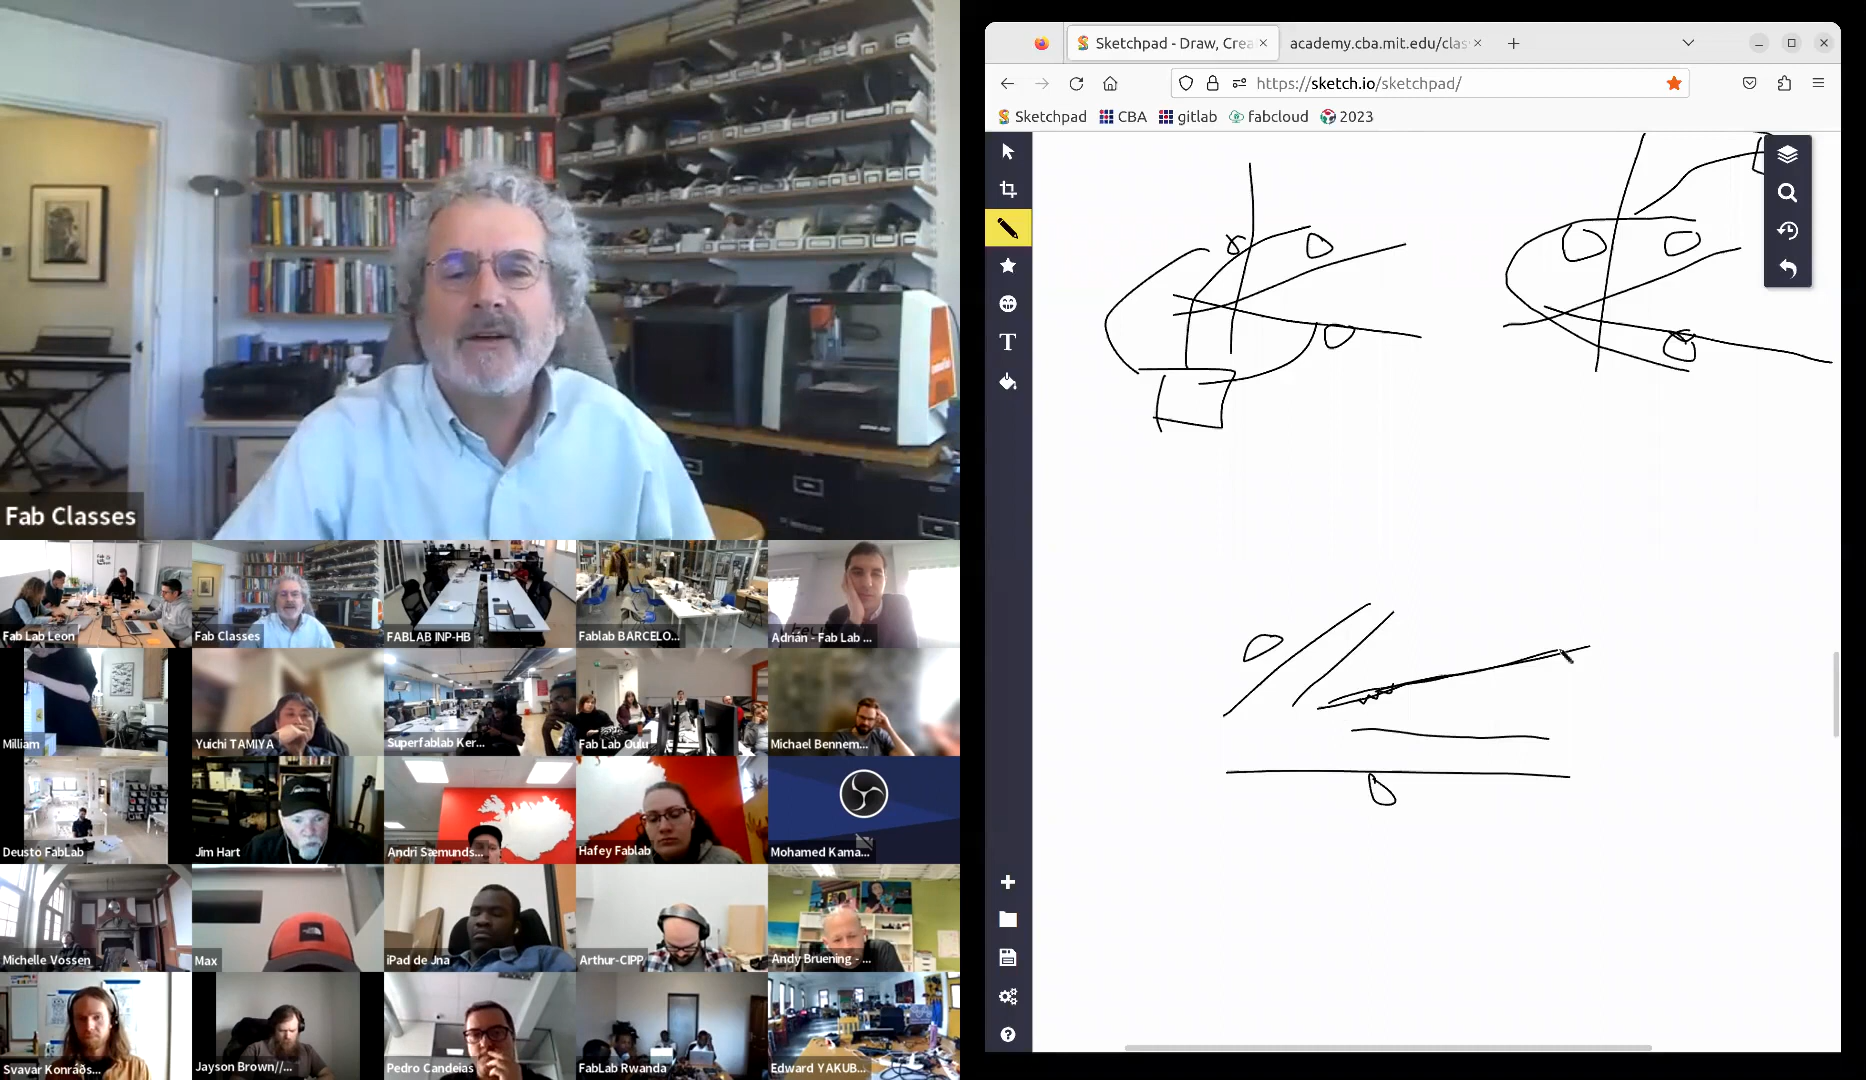 Fab Classes
Fab Lab Leon
Fab Classes
FABLAB INP-HB
Fablab BARCELO...
Adrián - Fab Lab ...
Milliam
Yuichi TAMIYA
Superfablab Ker...
Fab Lab Oulu
Michael Bennem...
Deusto FabLab
Jim Hart
Andri Sæmunds...
Hafey Fablab
Mohamed Kama...
Michelle Vossen
Max
iPad de Jna
Arthur-CIPP
Andy Bruening - ...
Svavar Konráðs...
Jayson Brown//...
Pedro Candeias
FabLab Rwanda
Edward YAKUB...
Sketchpad - Draw, Crea
academy.cba.mit.edu/clas
https://sketch.io/sketchpad/
Sketchpad CBA gitlab fabcloud 2023
T